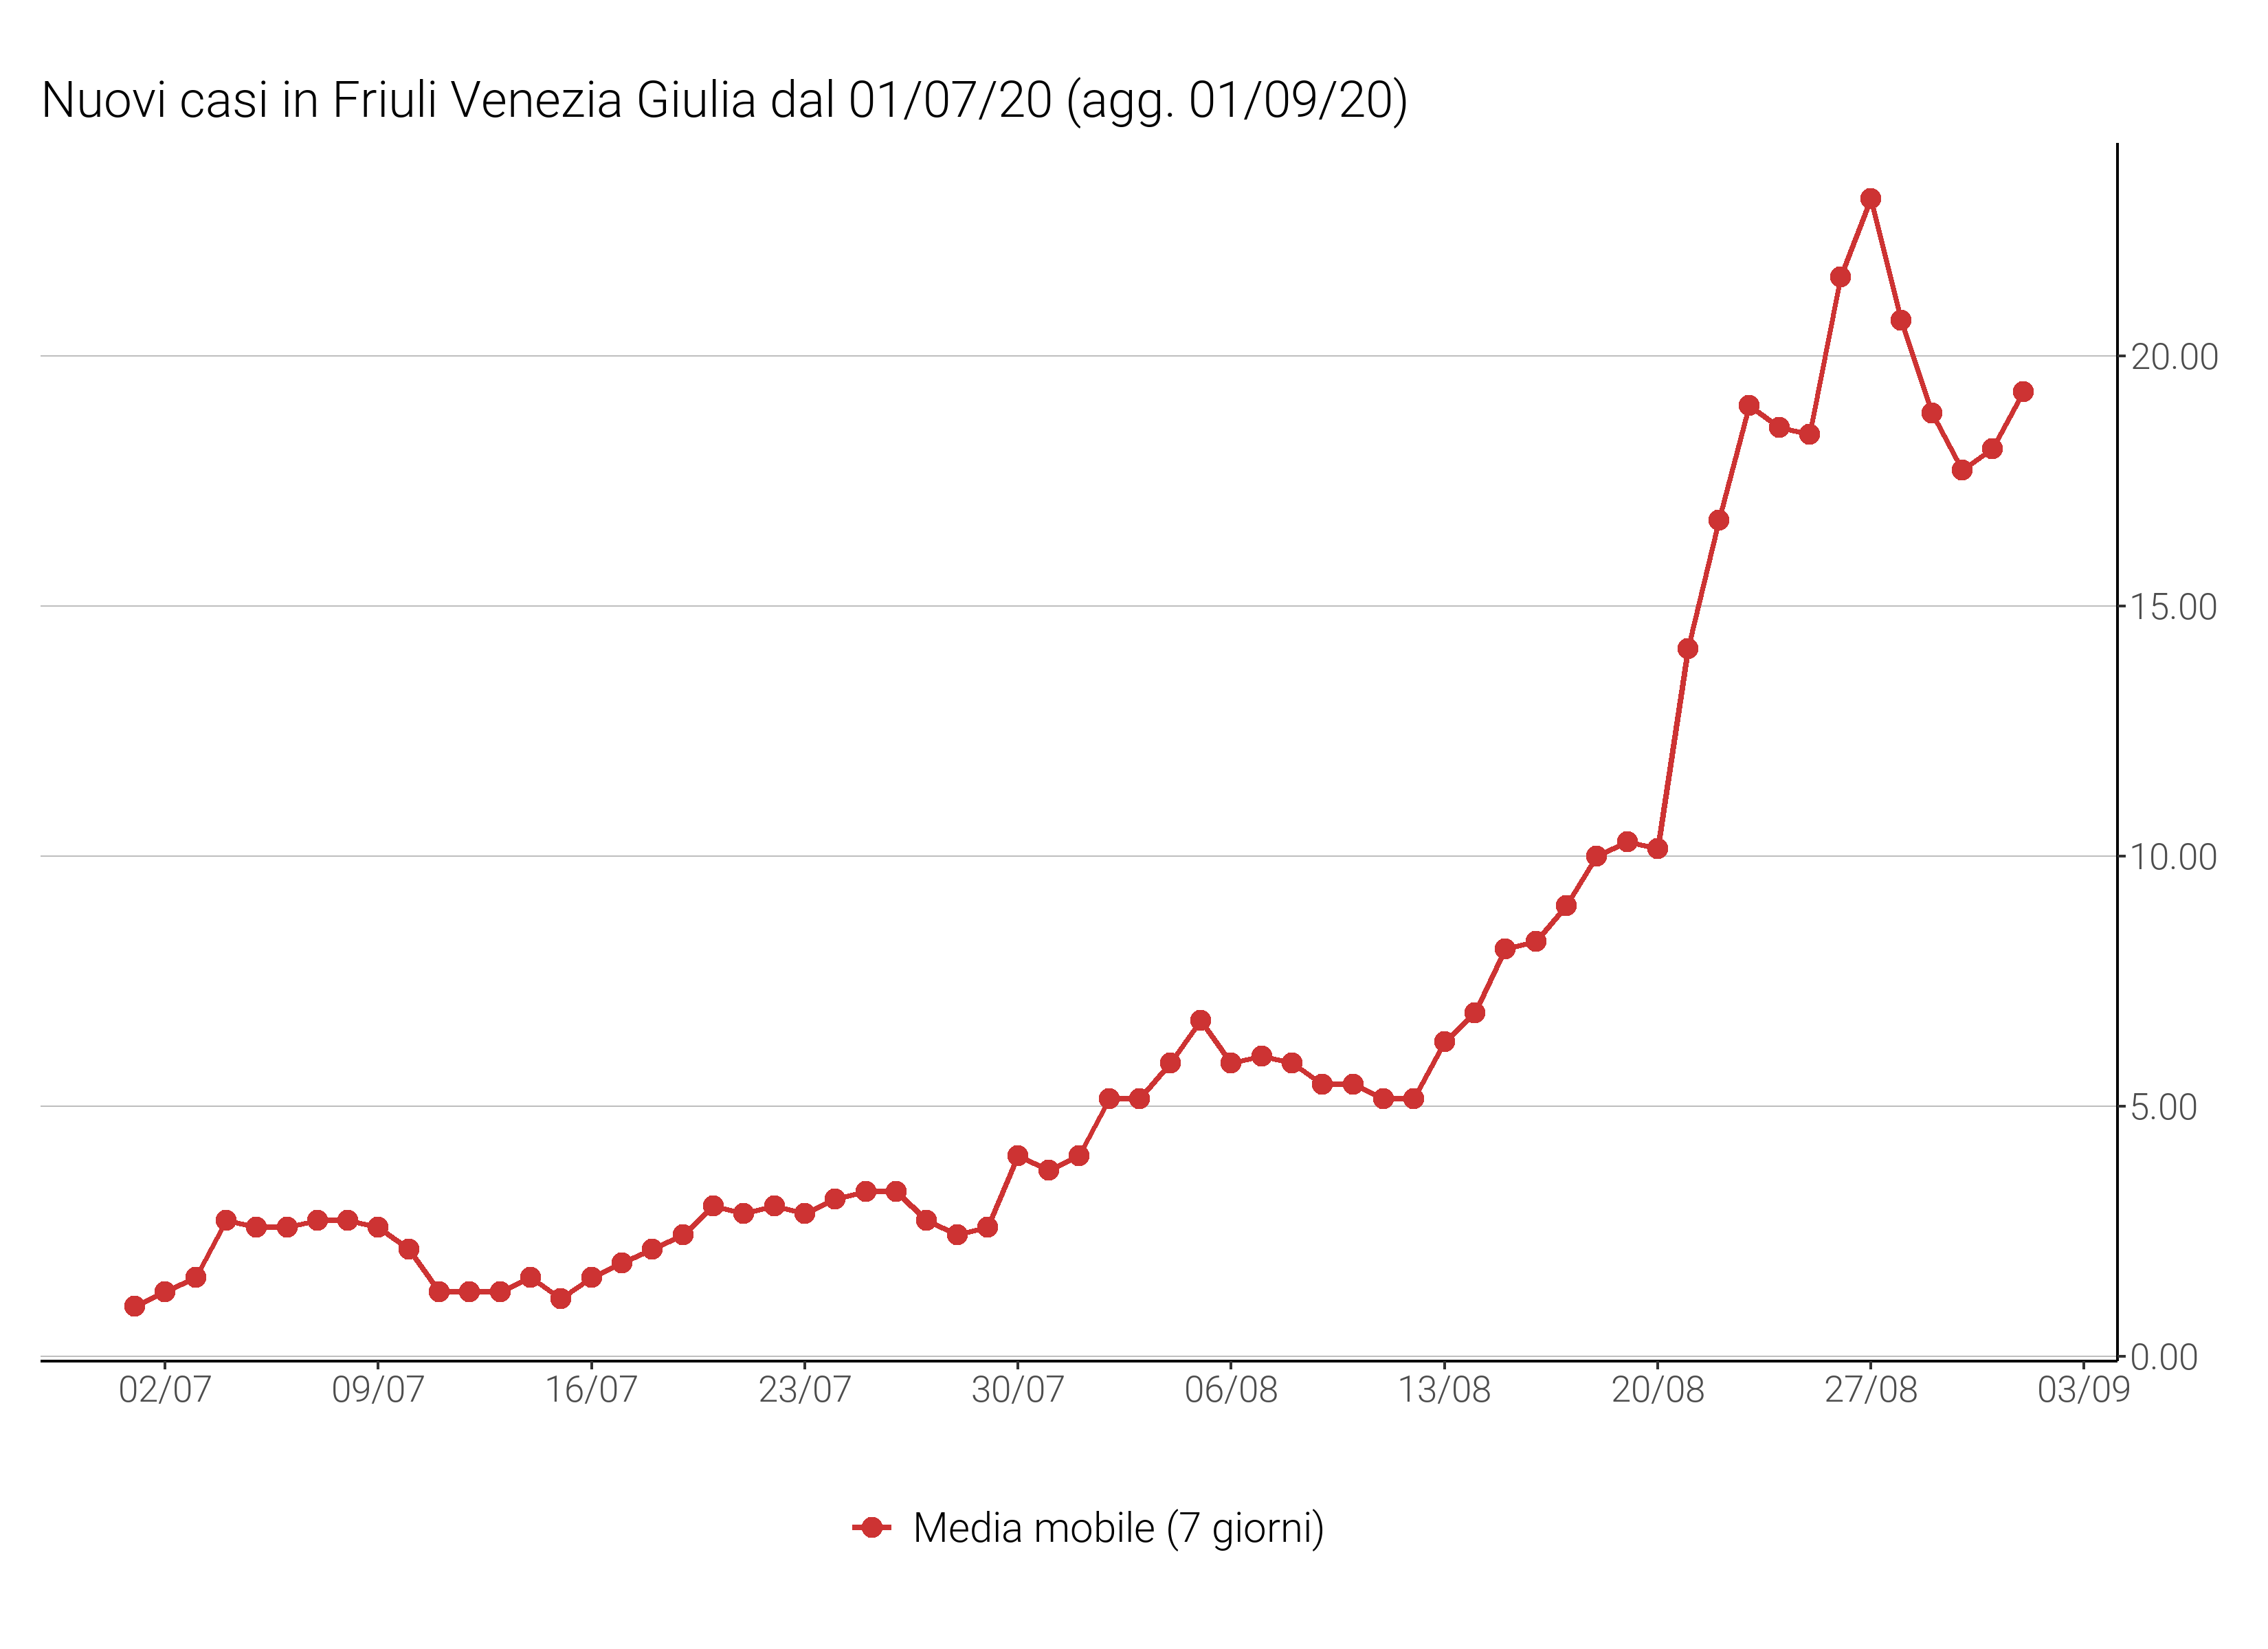 Nuovi casi in Friuli Venezia Giulia dal 01/07/20 (agg. 01/09/20)
20.00
15.00
10.00
5.00
0.00
02/07 09/07 16/07 23/07 30/07 06/08 13/08 20/08 27/08 03/09
Media mobile (7 giorni)